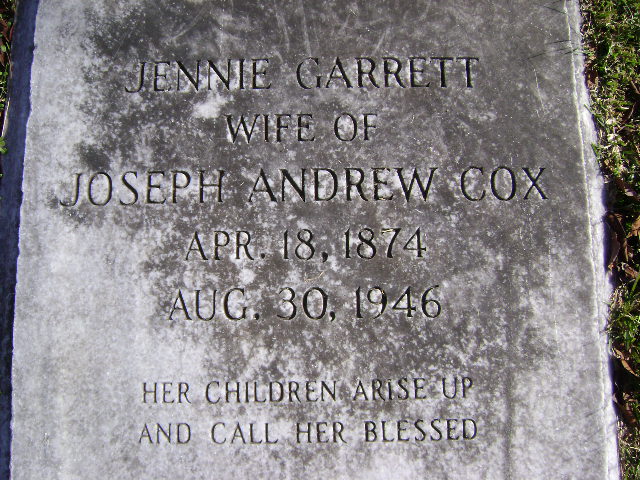 JENNIE GARRETT
WIFE OF
JOSEPH ANDREW COX
APR. 18, 1874
AUG. 30, 1946
HER CHILDREN ARISE UP
AND CALL HER BLESSED